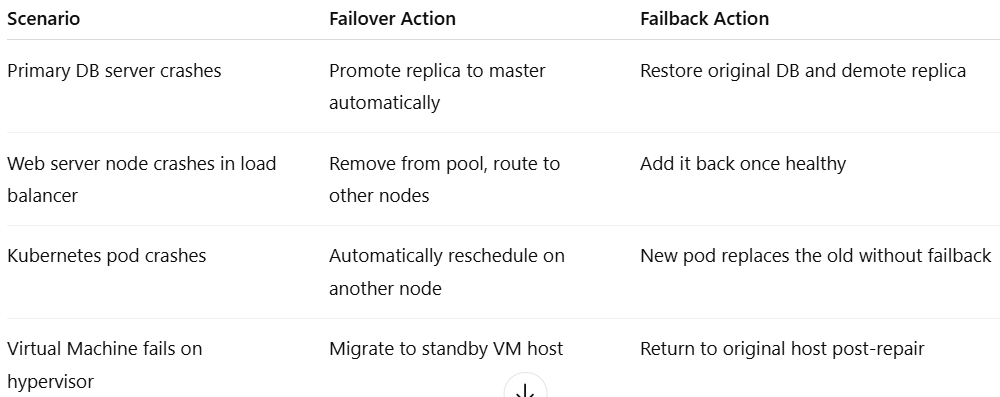 Scenario Failover Action Failback Action
Primary DB server crashes Promote replica to master Restore original DB and demote replica
automatically
Web server node crashes in load Remove from pool, route to Add it back once healthy
balancer other nodes
Kubernetes pod crashes Automatically reschedule on New pod replaces the old without failback
another node
Virtual Machine fails on Migrate to standby VM host Return to original host post-repair
hypervisor